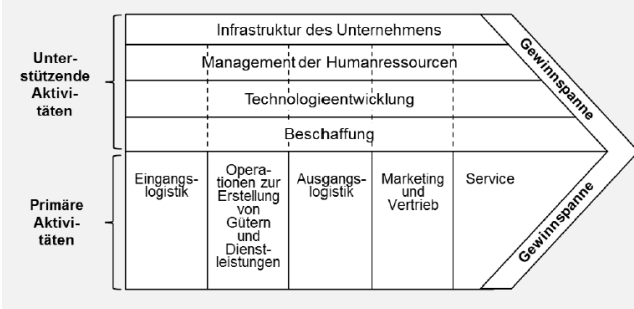 Unter-
stützende
Aktivi-
täten
Infrastruktur des Unternehmens
Management der Humanressourcen
Technologieentwicklung
Beschaffung
Gewinnspanne
Primäre
Aktivi-
täten
Eingangs-
logistik
Opera-
tionen zur
Erstellung
von
Gütern
und
Dienst-
leistungen
Ausgangs-
logistik
Marketing
und
Vertrieb
Service
Gewinnspanne